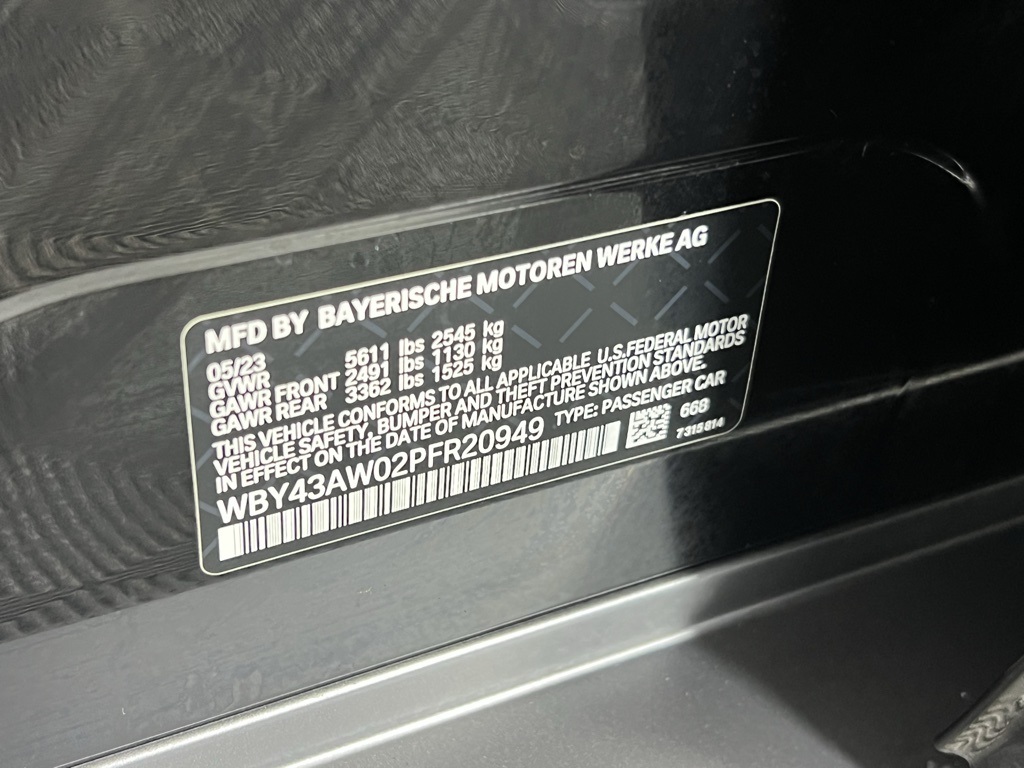 MFD BY BAYERISCHE MOTOREN WERKE AG
05/23
GVWR 5611 lbs 2545 kg
GAWR FRONT 2491 lbs 1130 kg
GAWR REAR 3362 lbs 1525 kg
THIS VEHICLE CONFORMS TO ALL APPLICABLE U.S.FEDERAL MOTOR
VEHICLE SAFETY, BUMPER AND THEFT PREVENTION STANDARDS
IN EFFECT ON THE DATE OF MANUFACTURE SHOWN ABOVE.
WBY43AW02PFR20949 TYPE: PASSENGER CAR
668
7315814